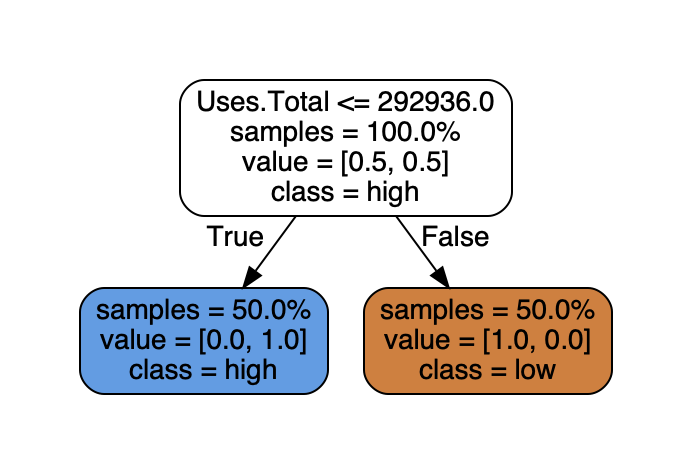 Uses.Total <= 292936.0
samples = 100.0%
value = [0.5, 0.5]
class = high
True
False
samples = 50.0%
value = [0.0, 1.0]
class = high
samples = 50.0%
value = [1.0, 0.0]
class = low